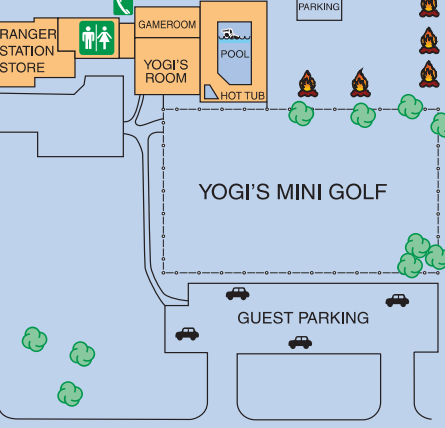 PARKING
RANGER
STATION
STORE
GAMEROOM
YOGI'S
ROOM
POOL
HOT TUB
YOGI'S MINI GOLF
GUEST PARKING